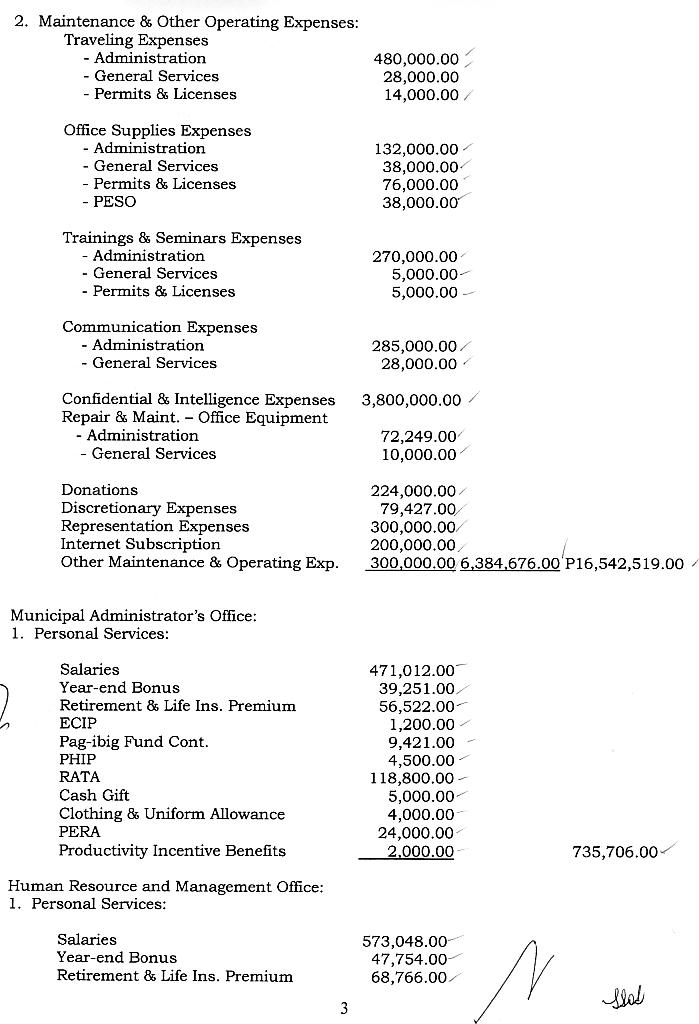 2. Maintenance & Other Operating Expenses:
Traveling Expenses
- Administration 480,000.00
- General Services 28,000.00
- Permits & Licenses 14,000.00
Office Supplies Expenses
- Administration 132,000.00
- General Services 38,000.00
- Permits & Licenses 76,000.00
- PESO 38,000.00
Trainings & Seminars Expenses
- Administration 270,000.00
- General Services 5,000.00
- Permits & Licenses 5,000.00
Communication Expenses
- Administration 285,000.00
- General Services 28,000.00
Confidential & Intelligence Expenses 3,800,000.00
Repair & Maint. – Office Equipment
- Administration 72,249.00
- General Services 10,000.00
Donations 224,000.00
Discretionary Expenses 79,427.00
Representation Expenses 300,000.00
Internet Subscription 200,000.00
Other Maintenance & Operating Exp. 300,000.00 6,384,676.00 P16,542,519.00
Municipal Administrator's Office:
1. Personal Services:
Salaries 471,012.00
Year-end Bonus 39,251.00
Retirement & Life Ins. Premium 56,522.00
ECIP 1,200.00
Pag-ibig Fund Cont. 9,421.00
PHIP 4,500.00
RATA 118,800.00
Cash Gift 5,000.00
Clothing & Uniform Allowance 4,000.00
PERA 24,000.00
Productivity Incentive Benefits 2,000.00 735,706.00
Human Resource and Management Office:
1. Personal Services:
Salaries 573,048.00
Year-end Bonus 47,754.00
Retirement & Life Ins. Premium 68,766.00
3